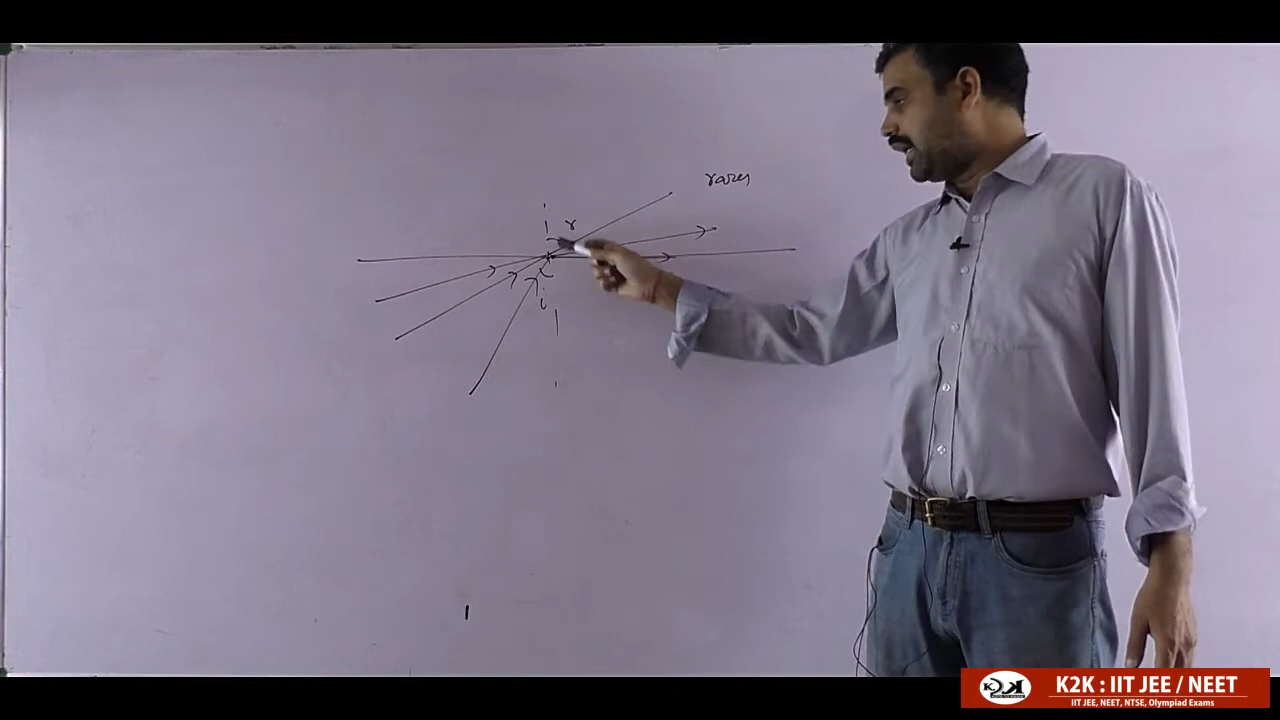 rarer
r
i
K2K : IIT JEE / NEET
IIT JEE, NEET, NTSE, Olympiad Exams